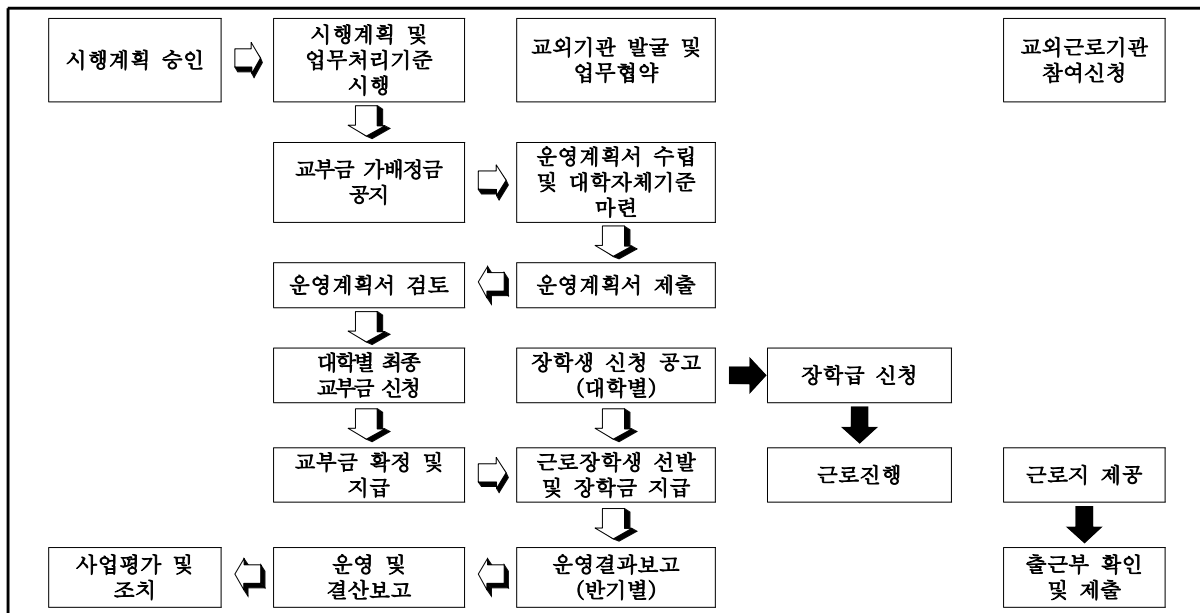 시행계획 승인
시행계획 및
업무처리기준
시행
교외기관 발굴 및
업무협약
교외근로기관
참여신청
교부금 가배정금
공지
운영계획서 수립
및 대학자체기준
마련
운영계획서 검토
운영계획서 제출
대학별 최종
교부금 신청
장학생 신청 공고
(대학별)
장학급 신청
교부금 확정 및
지급
근로장학생 선발
및 장학금 지급
근로진행
근로지 제공
사업평가 및
조치
운영 및
결산보고
운영결과보고
(반기별)
출근부 확인
및 제출